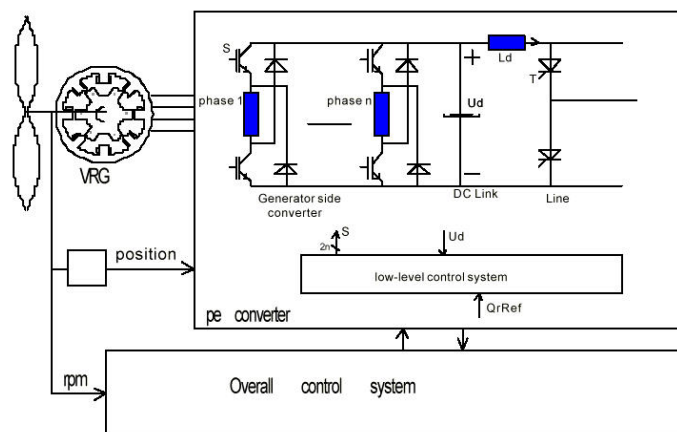 S
phase 1
phase n
+
Ud
−
Ld
T
VRG
Generator side
converter
DC Link
Line
S
2n
Ud
position
low-level control system
QrRef
pe converter
rpm
Overall control system